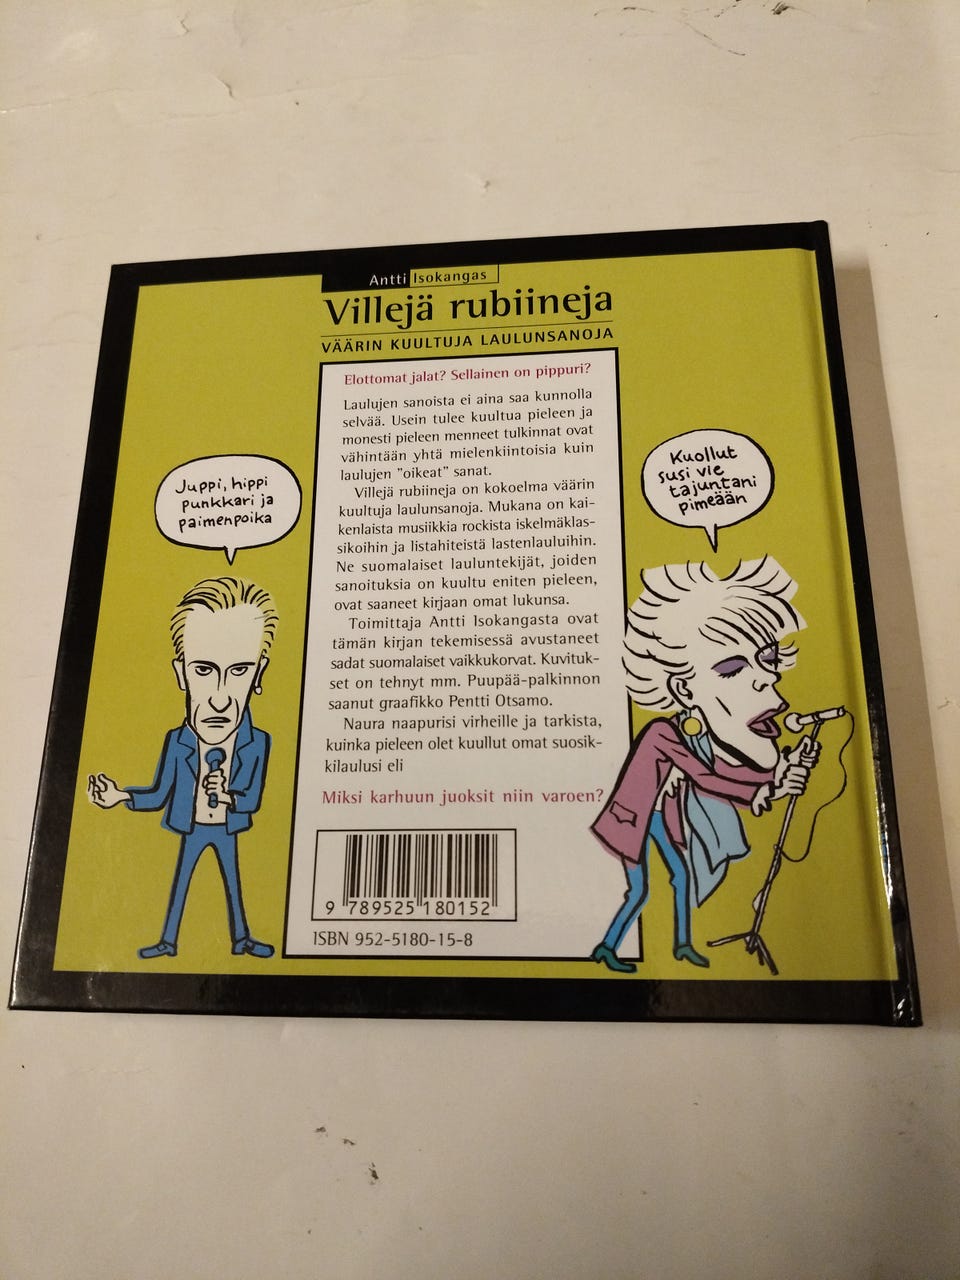 Antti Isokangas
Villejä rubiineja
VÄÄRIN KUULTUJA LAULUNSANOJA
Elottomat jalat? Sellainen on pippuri?
Laulujen sanoista ei aina saa kunnolla
selvää. Usein tulee kuultua pieleen ja
monesti pieleen menneet tulkinnat ovat
vähintään yhtä mielenkiintoisia kuin
laulujen "oikeat" sanat.
Villejä rubiineja on kokoelma väärin
kuultuja laulunsanoja. Mukana on kai-
kenlaista musiikkia rockista iskelmäklas-
sikoihin ja listahiteistä lastenlauluihin.
Ne suomalaiset lauluntekijät, joiden
sanoituksia on kuultu eniten pieleen,
ovat saaneet kirjaan omat lukunsa.
Toimittaja Antti Isokangasta ovat
tämän kirjan tekemisessä avustaneet
sadat suomalaiset vaikkukorvat. Kuvituk-
set on tehnyt mm. Puupää-palkinnon
saanut graafikko Pentti Otsamo.
Naura naapurisi virheille ja tarkista,
kuinka pieleen olet kuullut omat suosik-
kilaulusi eli
Miksi karhuun juoksit niin varoen?
9 789525 180152
ISBN 952-5180-15-8
Juppi, hippi
punkkari ja
paimenpoika
Kuollut
susi vie
tajuntani
pimeään